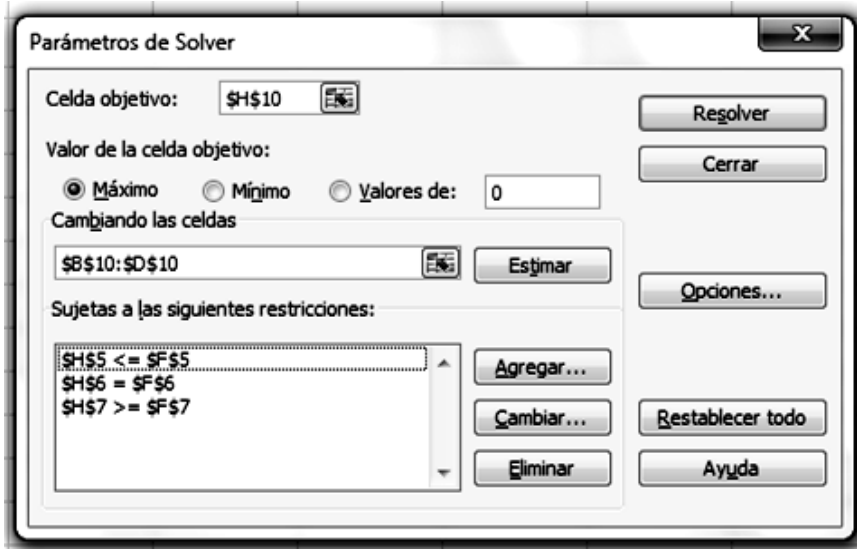 Parámetros de Solver
Celda objetivo: $H$10
Resolver
Valor de la celda objetivo:
Cerrar
Máximo Mínimo Valores de: 0
Cambiando las celdas
$B$10:$D$10 Estimar
Opciones...
Sujetas a las siguientes restricciones:
$H$5 <= $F$5
$H$6 = $F$6
$H$7 >= $F$7
Agregar...
Cambiar...
Restablecer todo
Eliminar
Ayuda